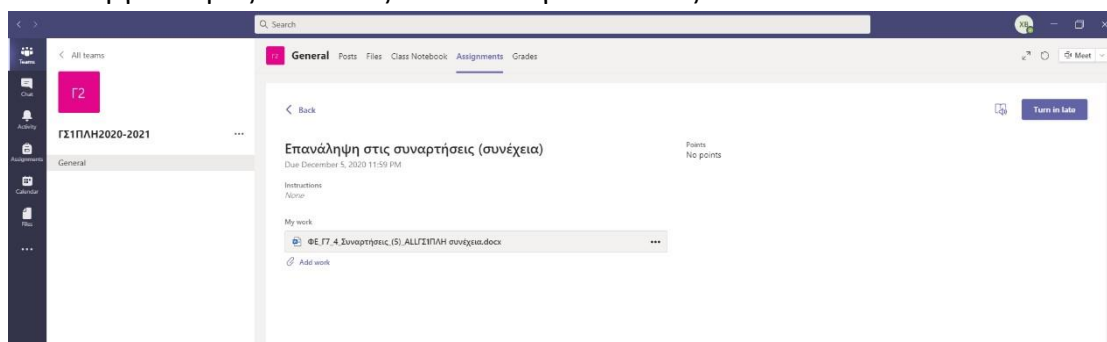 Search
XB
Teams
Chat
Activity
Assignments
Calendar
Files
All teams
Γ2
ΓΣ1ΠΛΗ2020-2021
General
General Posts Files Class Notebook Assignments Grades
Meet
Back
Turn in late
Επανάληψη στις συναρτήσεις (συνέχεια)
Due December 5, 2020 11:59 PM
Points
No points
Instructions
None
My work
ΦΕ_Γ7_4_Συναρτήσεις_(5)_ALLΓΣ1ΠΛΗ συνέχεια.docx
Add work